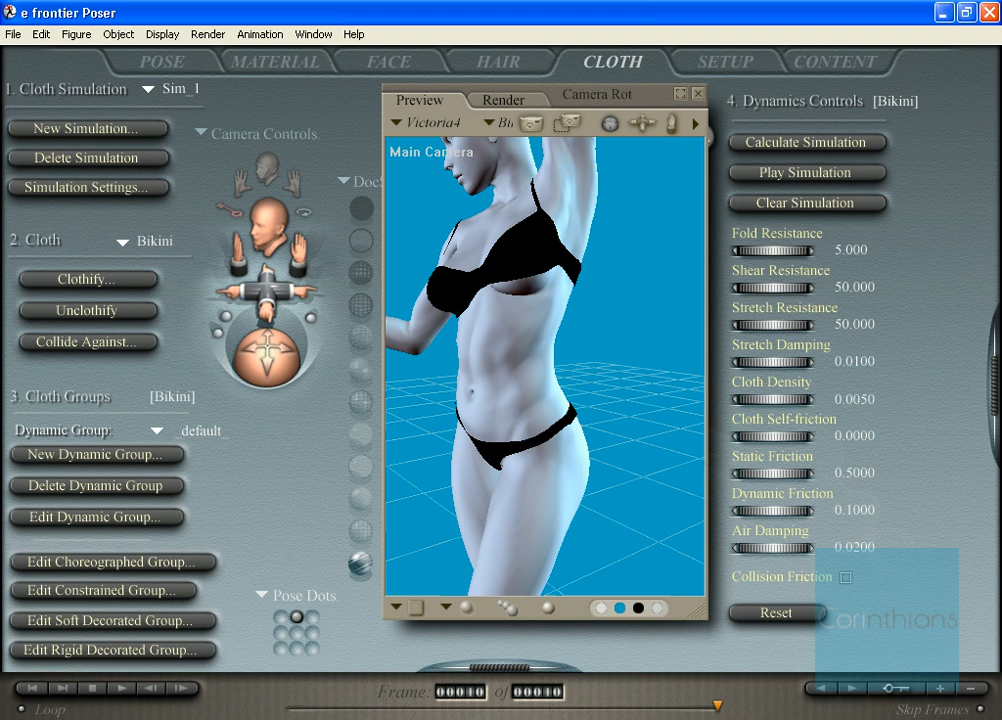 e frontier Poser
File Edit Figure Object Display Render Animation Window Help
POSE MATERIAL FACE HAIR CLOTH SETUP CONTENT
1. Cloth Simulation Sim_1
New Simulation...
Delete Simulation
Simulation Settings...
2. Cloth Bikini
Clothify...
Unclothify
Collide Against...
3. Cloth Groups [Bikini]
Dynamic Group: default_
New Dynamic Group...
Delete Dynamic Group
Edit Dynamic Group...
Edit Choreographed Group...
Edit Constrained Group...
Edit Soft Decorated Group...
Edit Rigid Decorated Group...
Camera Controls.
Pose Dots.
Preview Render Camera Rot
Victoria4
Main Camera
4. Dynamics Controls [Bikini]
Calculate Simulation
Play Simulation
Clear Simulation
Fold Resistance
5.000
Shear Resistance
50.000
Stretch Resistance
50.000
Stretch Damping
0.0100
Cloth Density
0.0050
Cloth Self-friction
0.0000
Static Friction
0.5000
Dynamic Friction
0.1000
Air Damping
0.0200
Collision Friction
Reset
Corinthians
Frame: 00010 of 00010
Loop
Skip Frames